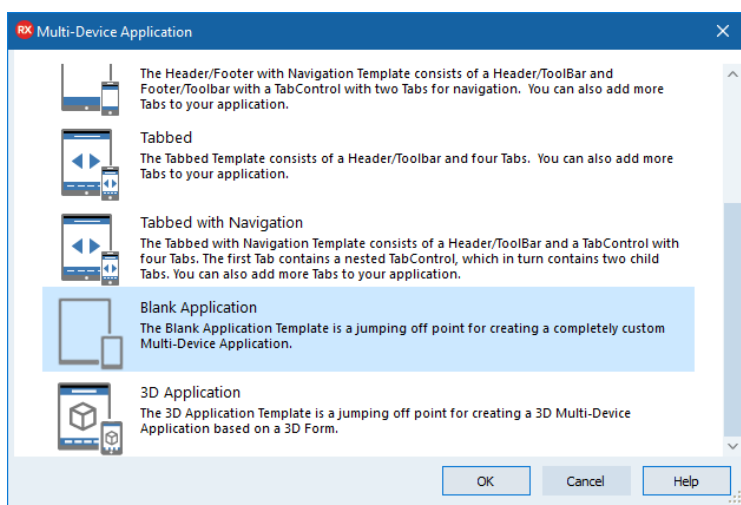 RX Multi-Device Application
The Header/Footer with Navigation Template consists of a Header/ToolBar and
Footer/Toolbar with a TabControl with two Tabs for navigation.  You can also add more
Tabs to your application.
Tabbed
The Tabbed Template consists of a Header/Toolbar and four Tabs.  You can also add more
Tabs to your application.
Tabbed with Navigation
The Tabbed with Navigation Template consists of a Header/ToolBar and a TabControl with
four Tabs. The first Tab contains a nested TabControl, which in turn contains two child
Tabs. You can also add more Tabs to your application.
Blank Application
The Blank Application Template is a jumping off point for creating a completely custom
Multi-Device Application.
3D Application
The 3D Application Template is a jumping off point for creating a 3D Multi-Device
Application based on a 3D Form.
OK Cancel Help